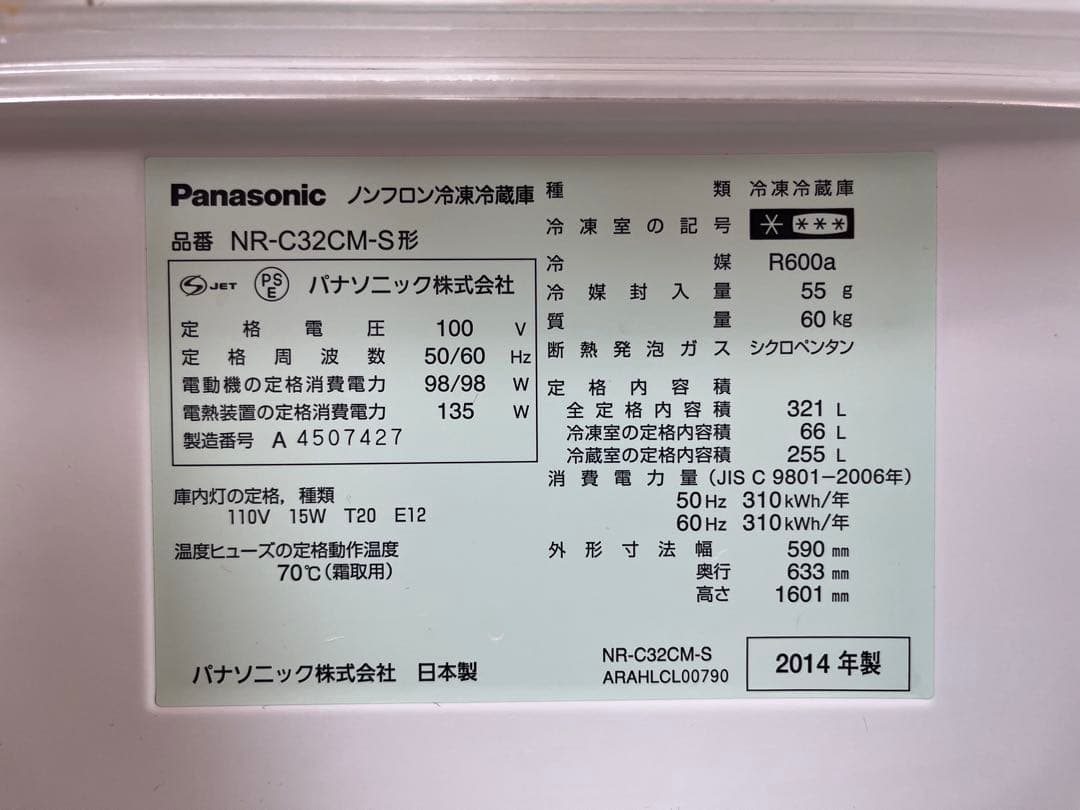 Panasonic ノンフロン冷凍冷蔵庫
品番 NR-C32CM-S形
JET PSE パナソニック株式会社
定格電圧 100 V
定格周波数 50/60 Hz
電動機の定格消費電力 98/98 W
電熱装置の定格消費電力 135 W
製造番号 A 4507427
庫内灯の定格，種類
110V 15W T20 E12
温度ヒューズの定格動作温度
70℃(霜取用)
パナソニック株式会社 日本製
種類 冷凍冷蔵庫
冷凍室の記号 * ***
冷媒 R600a
冷媒封入量 55 g
質量 60 kg
断熱発泡ガス シクロペンタン
定格内容積
全定格内容積 321 L
冷凍室の定格内容積 66 L
冷蔵室の定格内容積 255 L
消費電力量(JIS C 9801-2006年)
50Hz 310kWh/年
60Hz 310kWh/年
外形寸法幅 590 mm
奥行 633 mm
高さ 1601 mm
NR-C32CM-S
ARAHLCL00790
2014年製